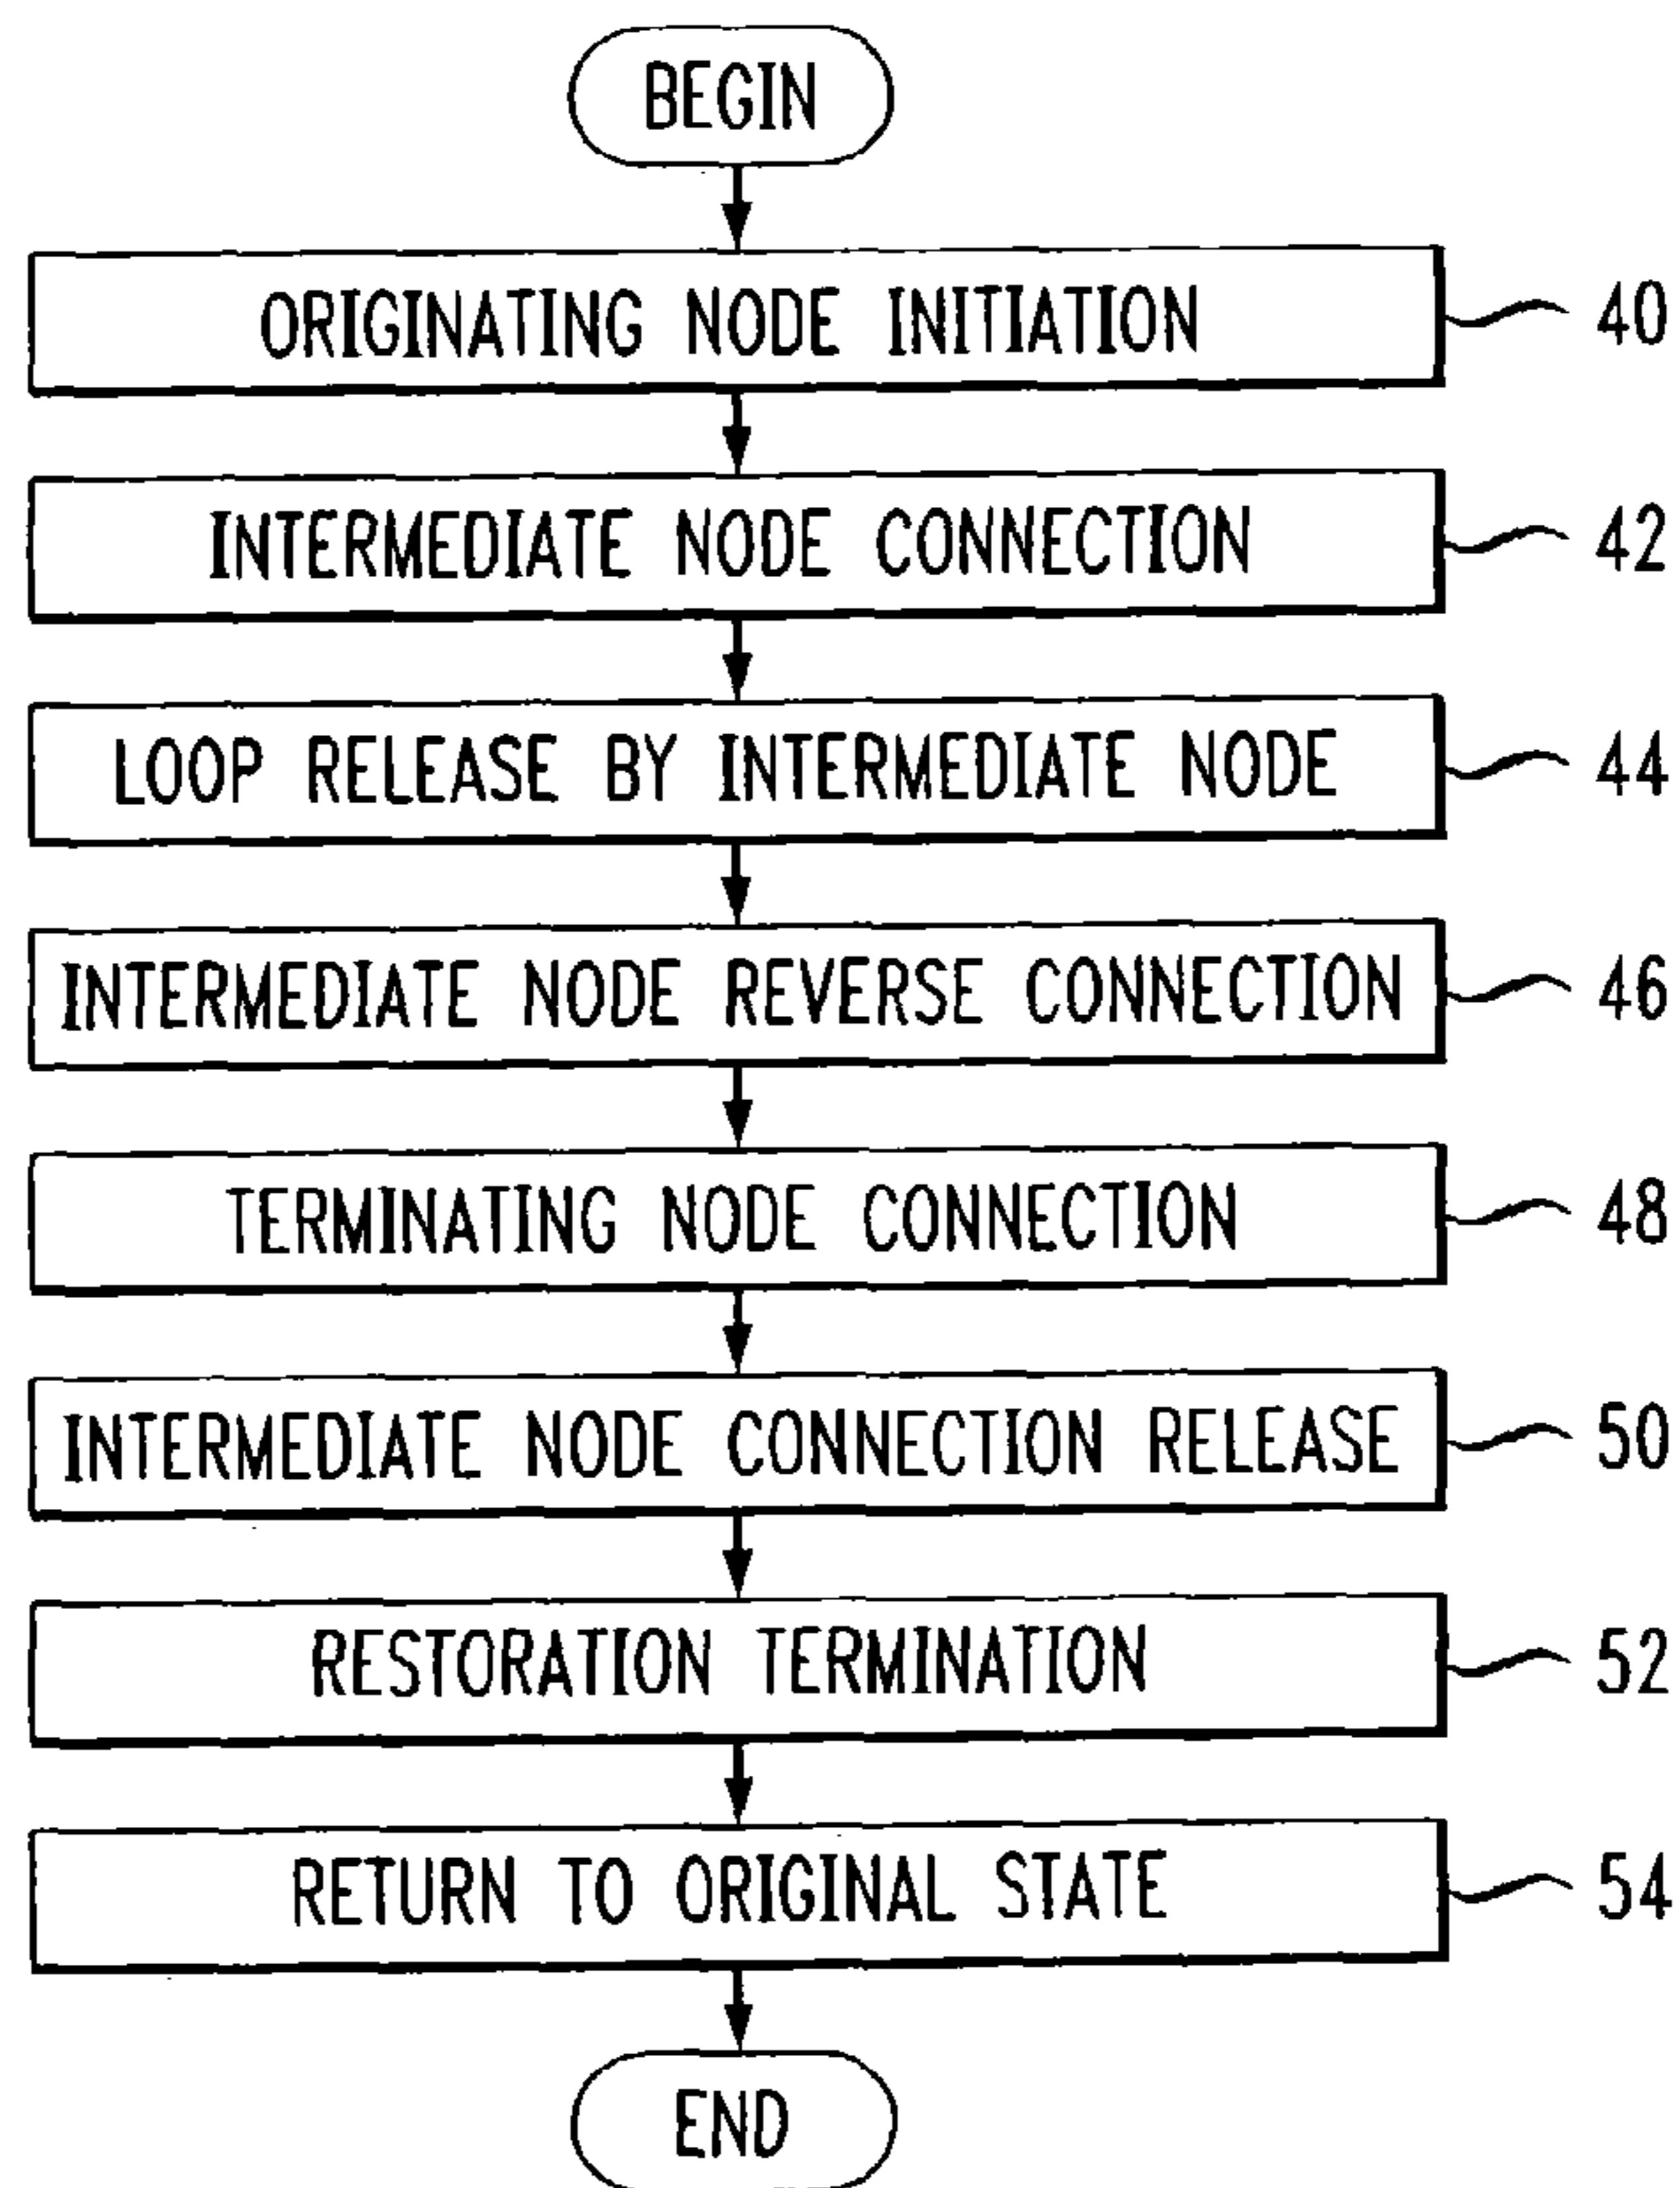 BEGIN
ORIGINATING NODE INITIATION 40
INTERMEDIATE NODE CONNECTION 42
LOOP RELEASE BY INTERMEDIATE NODE 44
INTERMEDIATE NODE REVERSE CONNECTION 46
TERMINATING NODE CONNECTION 48
INTERMEDIATE NODE CONNECTION RELEASE 50
RESTORATION TERMINATION 52
RETURN TO ORIGINAL STATE 54
END